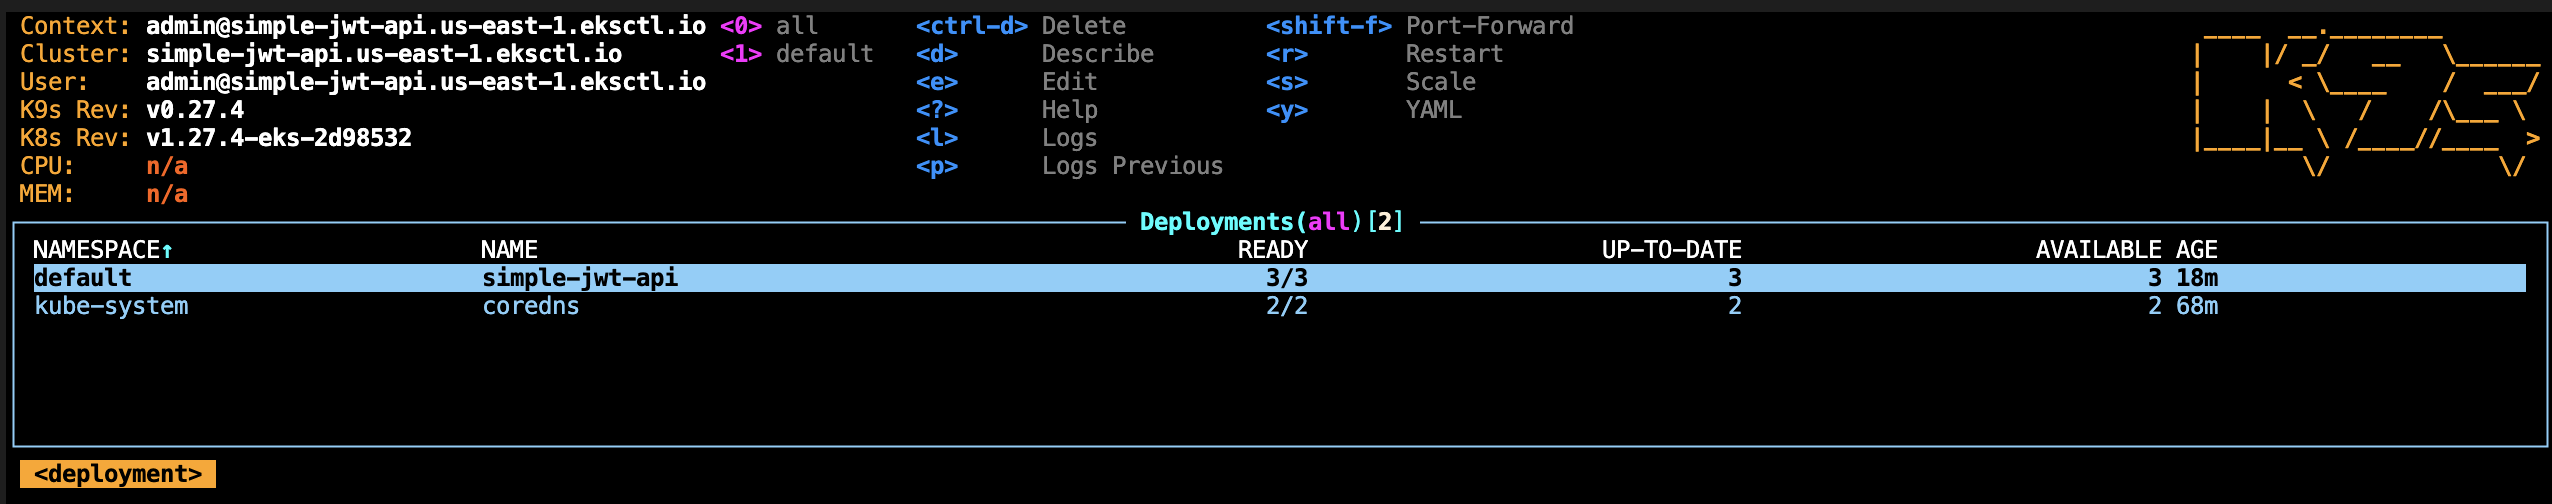 Context: admin@simple-jwt-api.us-east-1.eksctl.io <0> all <ctrl-d> Delete <shift-f> Port-Forward
Cluster: simple-jwt-api.us-east-1.eksctl.io <1> default <d> Describe <r> Restart
User: admin@simple-jwt-api.us-east-1.eksctl.io <e> Edit <s> Scale
K9s Rev: v0.27.4 <?> Help <y> YAML
K8s Rev: v1.27.4-eks-2d98532 <l> Logs
CPU: n/a <p> Logs Previous
MEM: n/a
K9s
Deployments(all)[2]
NAMESPACE↑ NAME READY UP-TO-DATE AVAILABLE AGE
default simple-jwt-api 3/3 3 3 18m
kube-system coredns 2/2 2 2 68m
<deployment>